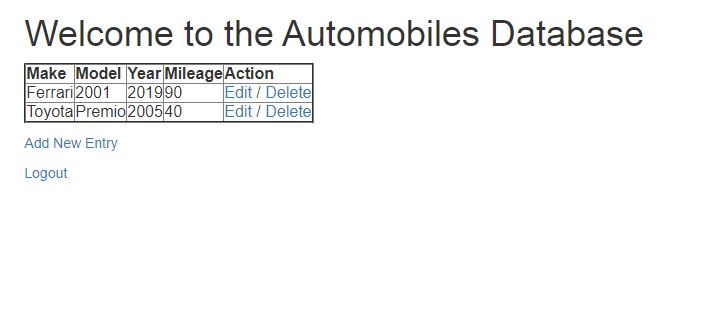 Welcome to the Automobiles Database
Make Model Year Mileage Action
Ferrari 2001 2019 90 Edit / Delete
Toyota Premio 2005 40 Edit / Delete
Add New Entry
Logout